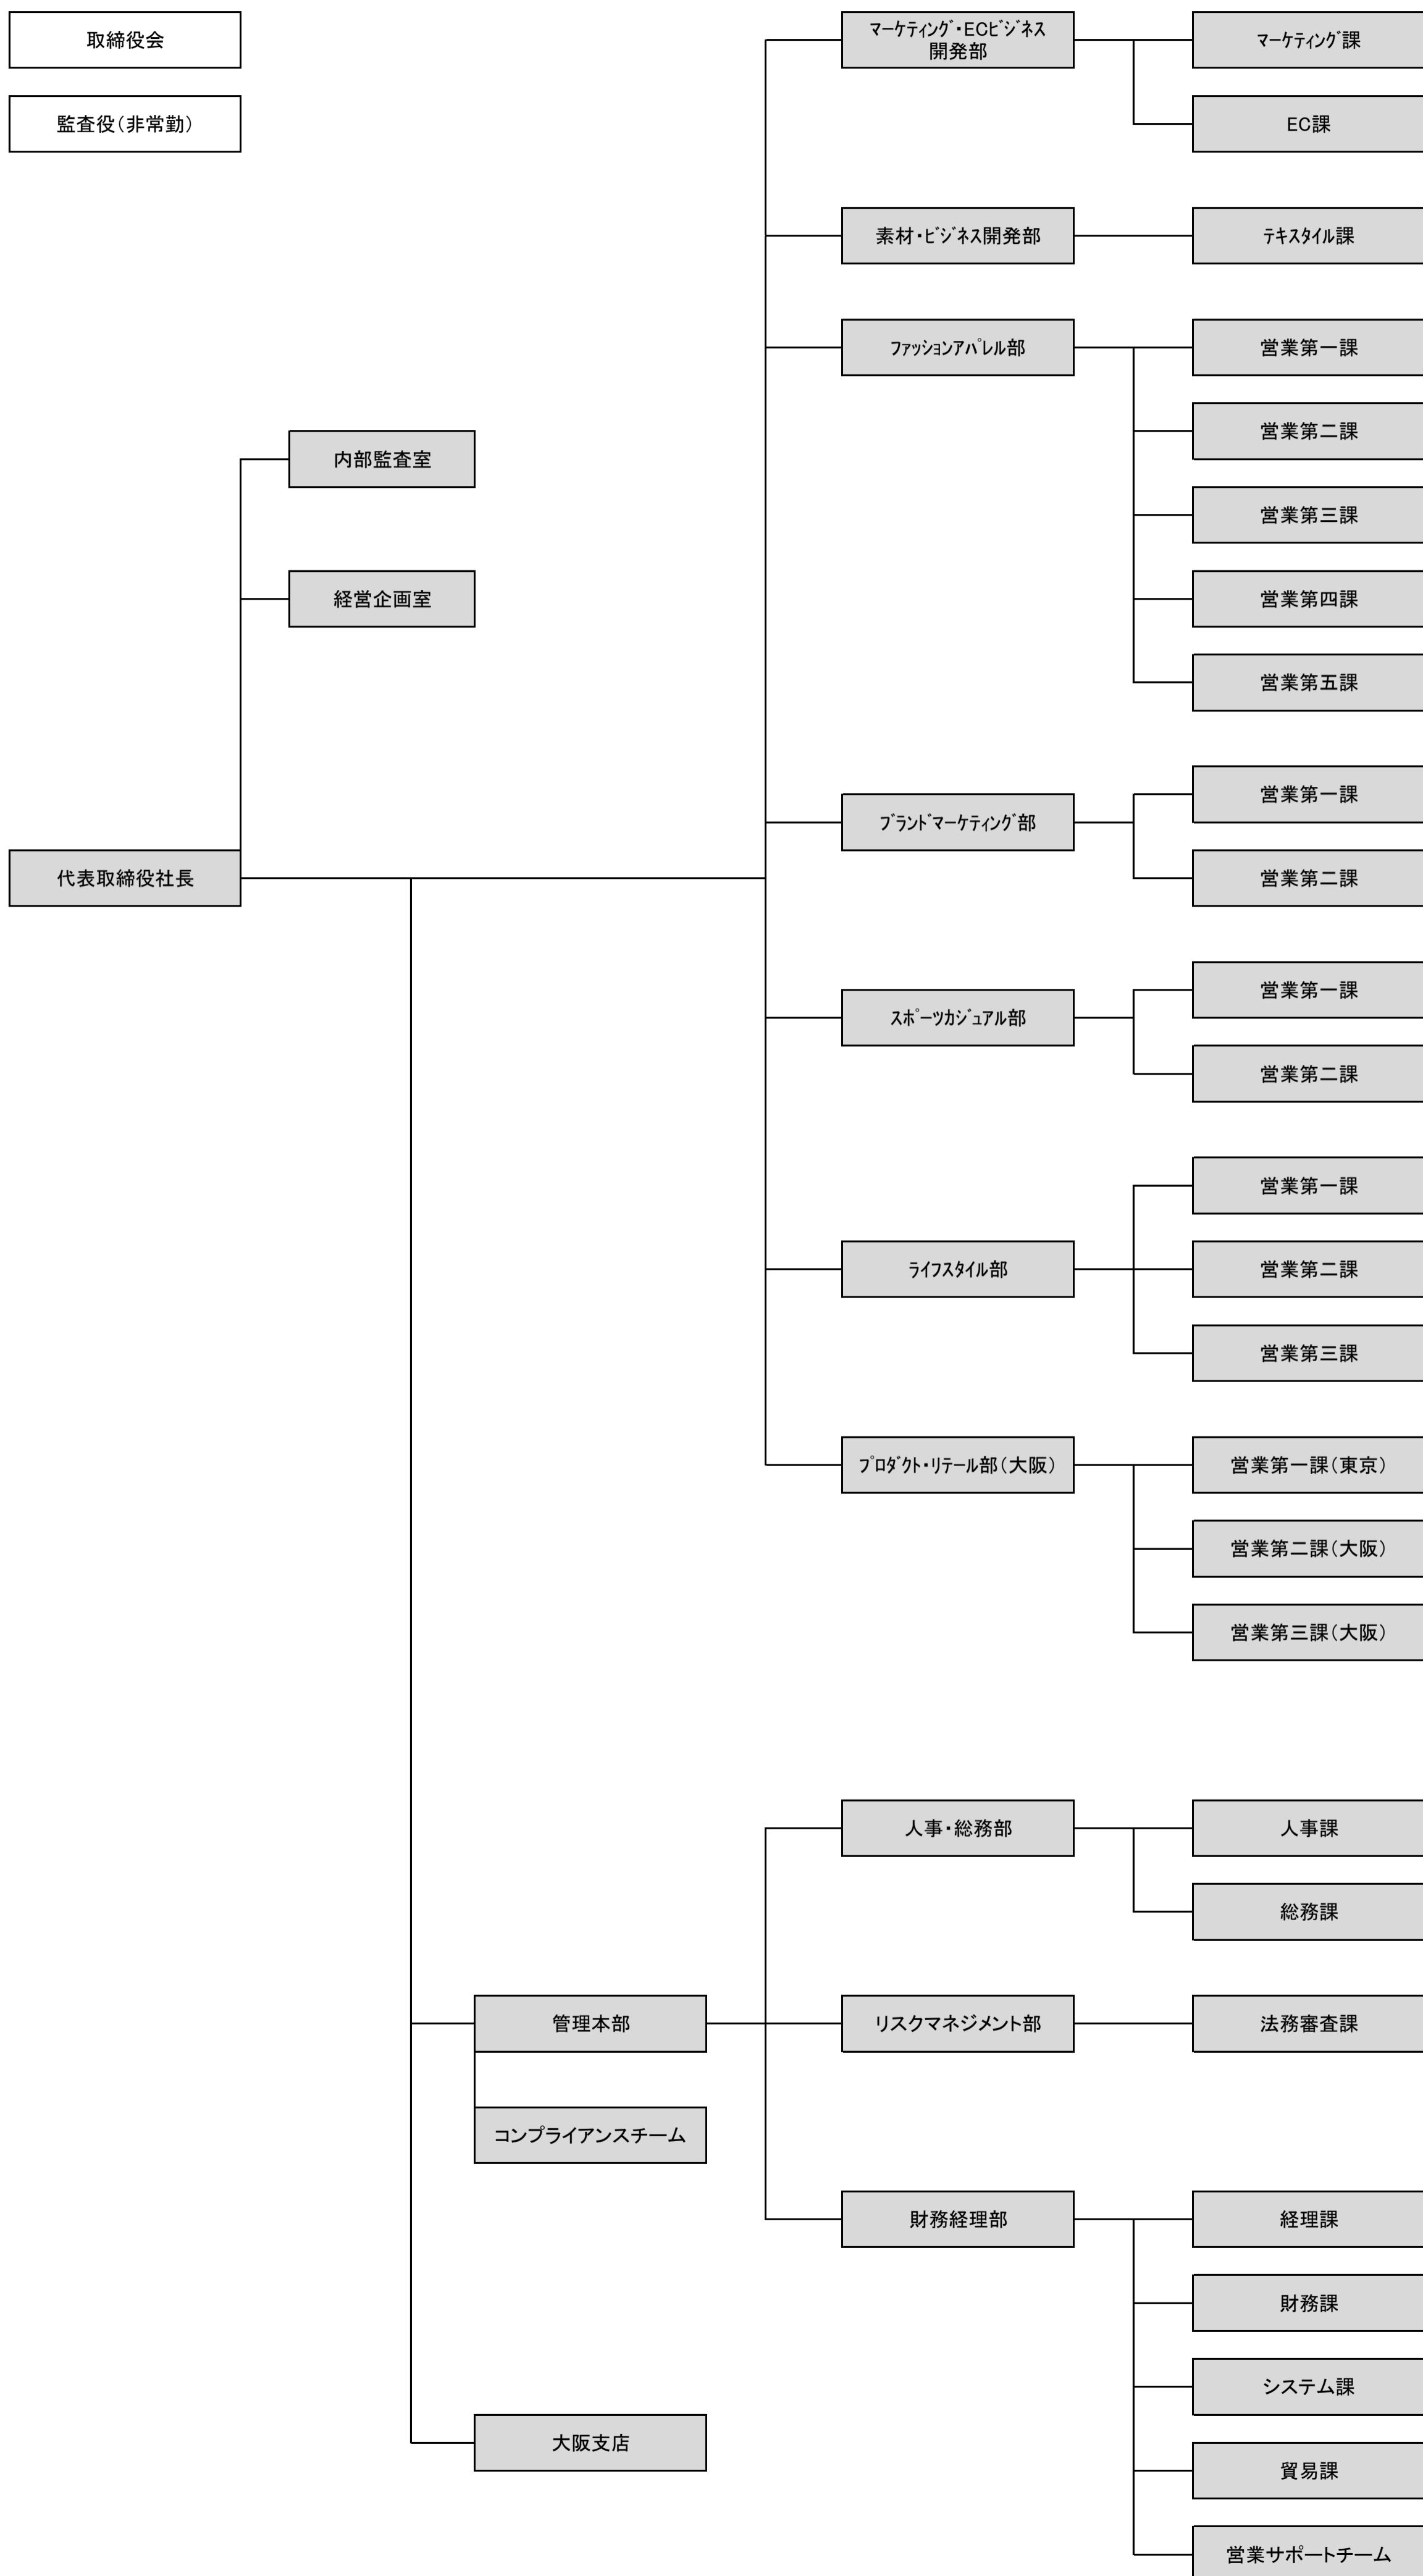 取締役会
監査役（非常勤）
代表取締役社長
内部監査室
経営企画室
ﾏｰｹﾃｨﾝｸﾞ・ECﾋﾞｼﾞﾈｽ
開発部
ﾏｰｹﾃｨﾝｸﾞ課
EC課
素材・ﾋﾞｼﾞﾈｽ開発部
ﾃｷｽﾀｲﾙ課
ﾌｧｯｼｮﾝｱﾊﾟﾚﾙ部
営業第一課
営業第二課
営業第三課
営業第四課
営業第五課
ﾌﾞﾗﾝﾄﾞﾏｰｹﾃｨﾝｸﾞ部
営業第一課
営業第二課
ｽﾎﾟｰﾂｶｼﾞｭｱﾙ部
営業第一課
営業第二課
ﾗｲﾌｽﾀｲﾙ部
営業第一課
営業第二課
営業第三課
ﾌﾟﾛﾀﾞｸﾄ・ﾘﾃｰﾙ部（大阪）
営業第一課（東京）
営業第二課（大阪）
営業第三課（大阪）
管理本部
コンプライアンスチーム
人事・総務部
人事課
総務課
リスクマネジメント部
法務審査課
財務経理部
経理課
財務課
システム課
貿易課
営業サポートチーム
大阪支店